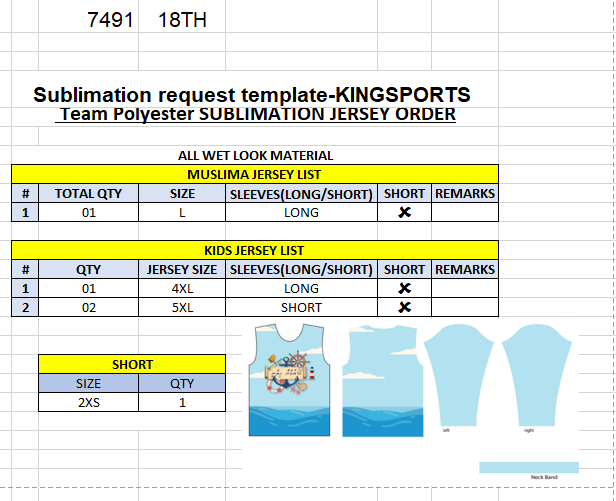 7491 18TH
Sublimation request template-KINGSPORTS
Team Polyester SUBLIMATION JERSEY ORDER
ALL WET LOOK MATERIAL
MUSLIMA JERSEY LIST
# TOTAL QTY SIZE SLEEVES(LONG/SHORT) SHORT REMARKS
1 01 L LONG ✖
KIDS JERSEY LIST
# QTY JERSEY SIZE SLEEVES(LONG/SHORT) SHORT REMARKS
1 01 4XL LONG ✖
2 02 5XL SHORT ✖
SHORT
SIZE QTY
2XS 1
left right
Neck Band